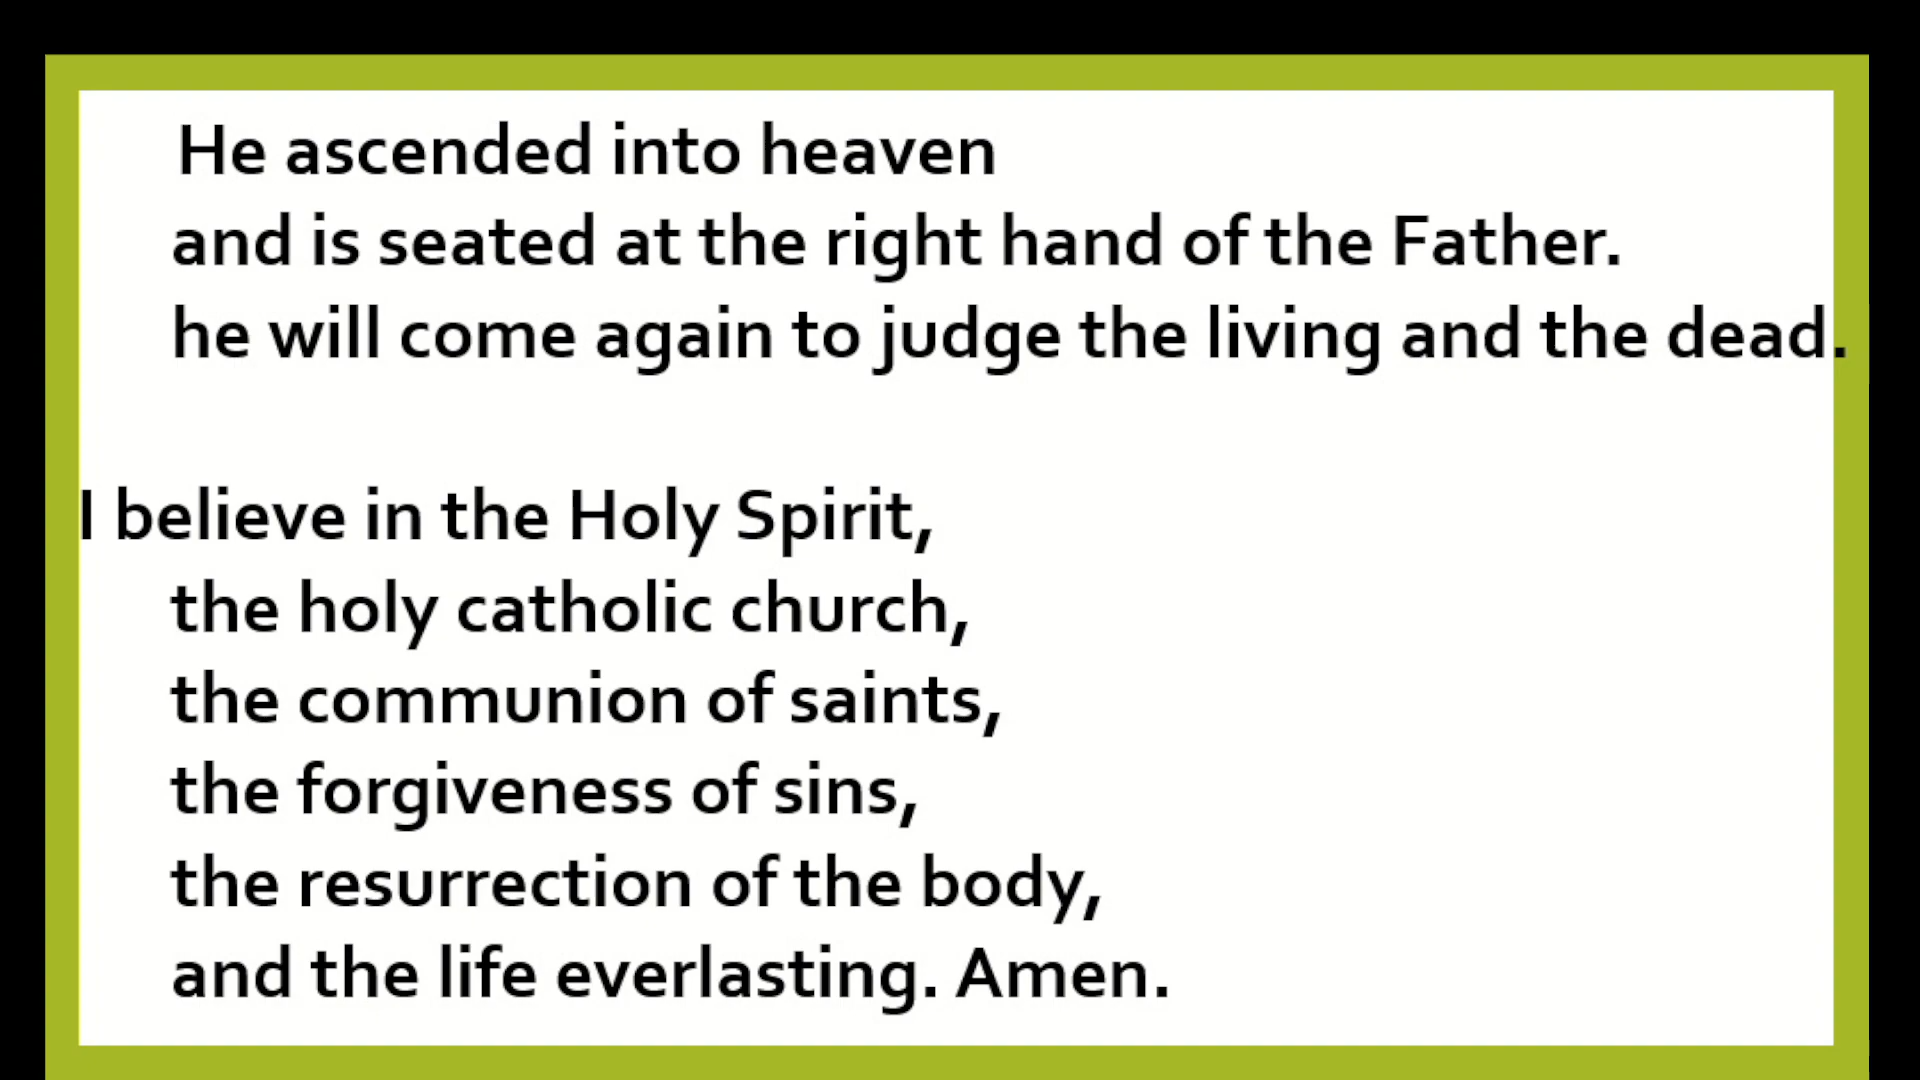 He ascended into heaven
and is seated at the right hand of the Father.
he will come again to judge the living and the dead.
I believe in the Holy Spirit,
the holy catholic church,
the communion of saints,
the forgiveness of sins,
the resurrection of the body,
and the life everlasting. Amen.